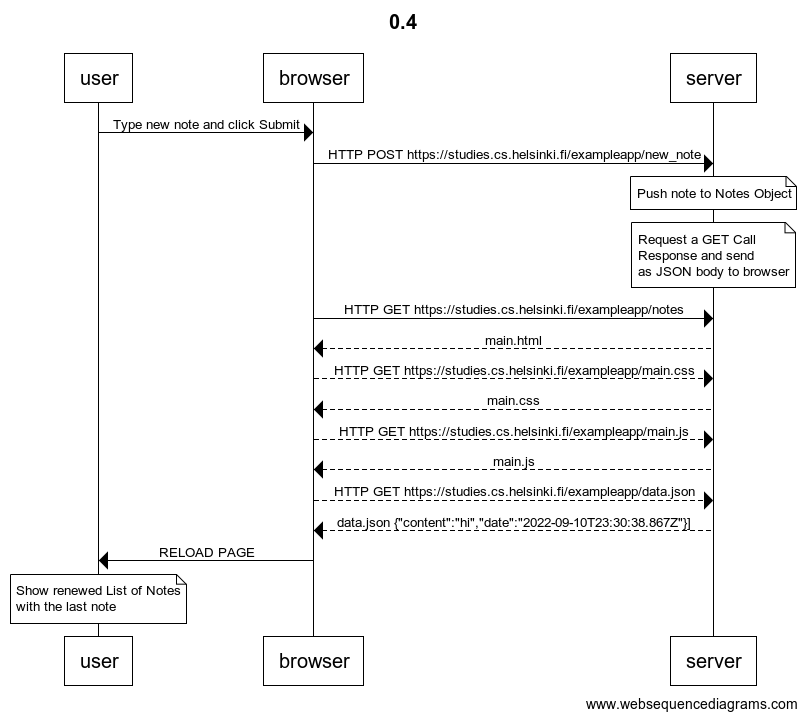 0.4
user
browser
server
Type new note and click Submit
HTTP POST https://studies.cs.helsinki.fi/exampleapp/new_note
Push note to Notes Object
Request a GET Call
Response and send
as JSON body to browser
HTTP GET https://studies.cs.helsinki.fi/exampleapp/notes
main.html
HTTP GET https://studies.cs.helsinki.fi/exampleapp/main.css
main.css
HTTP GET https://studies.cs.helsinki.fi/exampleapp/main.js
main.js
HTTP GET https://studies.cs.helsinki.fi/exampleapp/data.json
data.json {"content":"hi","date":"2022-09-10T23:30:38.867Z"}]
RELOAD PAGE
Show renewed List of Notes
with the last note
user
browser
server
www.websequencediagrams.com